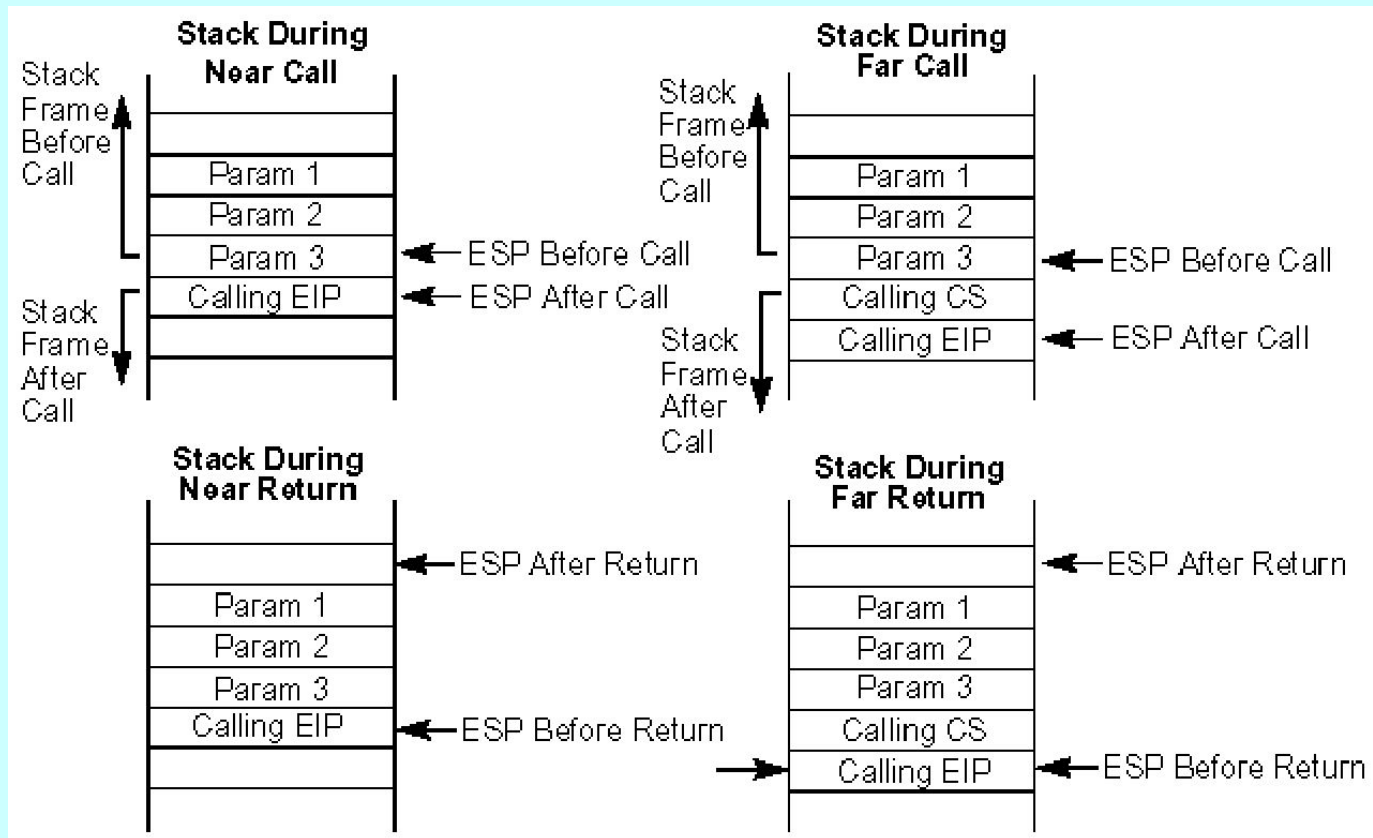 Stack During
Near Call
Stack
Frame
Before
Call
Param 1
Param 2
Param 3
Calling EIP
ESP Before Call
ESP After Call
Stack
Frame
After
Call
Stack During
Far Call
Stack
Frame
Before
Call
Param 1
Param 2
Param 3
Calling CS
Calling EIP
ESP Before Call
ESP After Call
Stack
Frame
After
Call
Stack During
Near Return
ESP After Return
Param 1
Param 2
Param 3
Calling EIP
ESP Before Return
Stack During
Far Return
ESP After Return
Param 1
Param 2
Param 3
Calling CS
Calling EIP
ESP Before Return